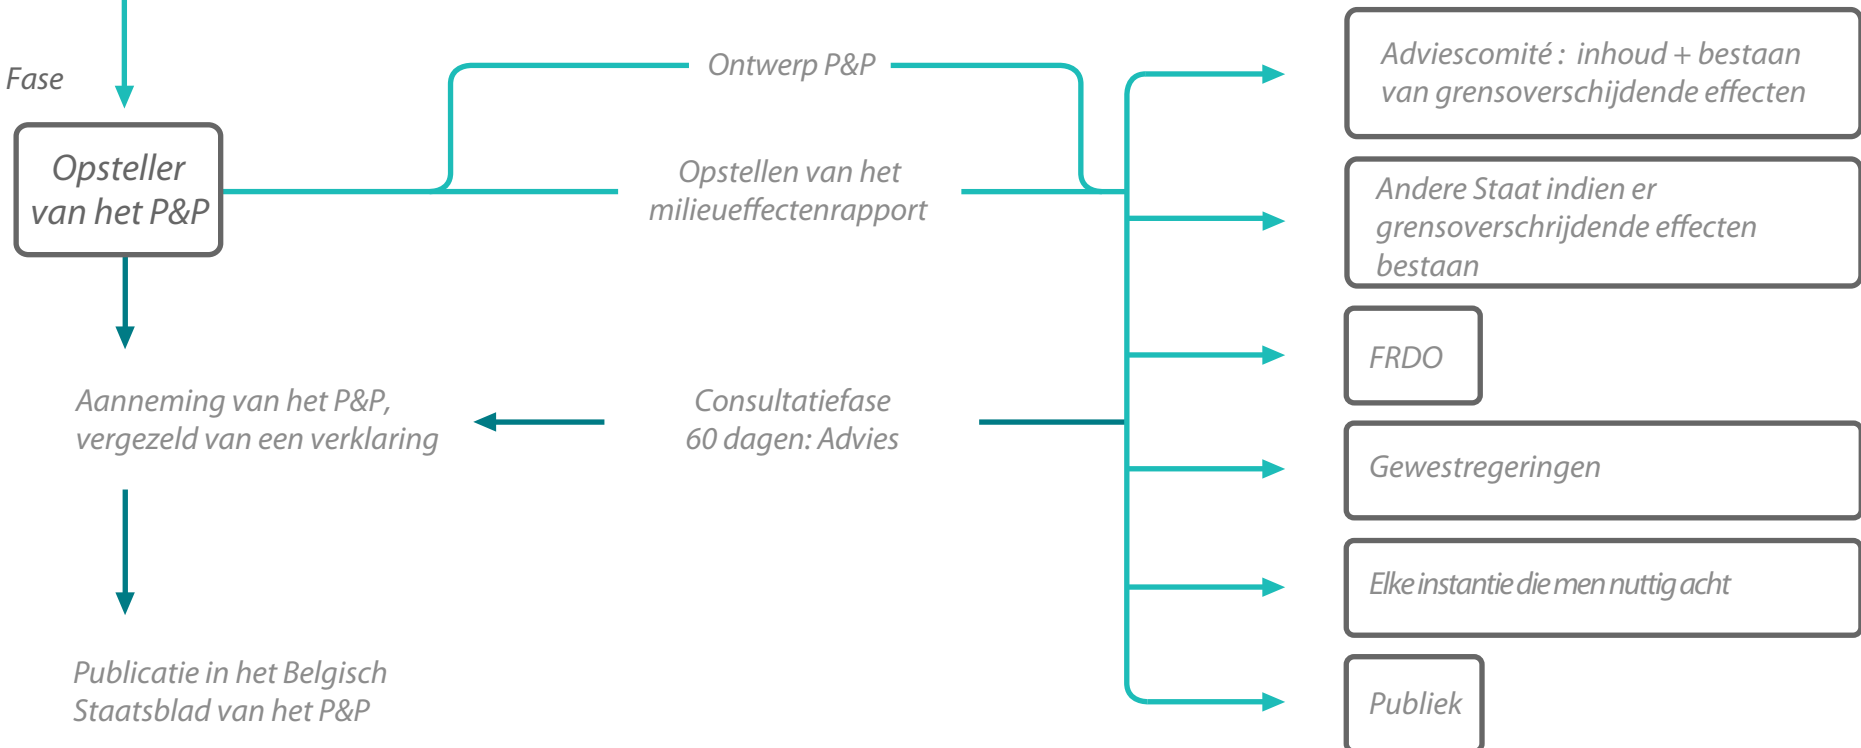 Fase
Opsteller
van het P&P
Ontwerp P&P
Opstellen van het
milieueffectenrapport
Adviescomité : inhoud + bestaan
van grensoverschijdende effecten
Andere Staat indien er
grensoverschrijdende effecten
bestaan
FRDO
Gewestregeringen
Elke instantie die men nuttig acht
Publiek
Consultatiefase
60 dagen: Advies
Aanneming van het P&P,
vergezeld van een verklaring
Publicatie in het Belgisch
Staatsblad van het P&P